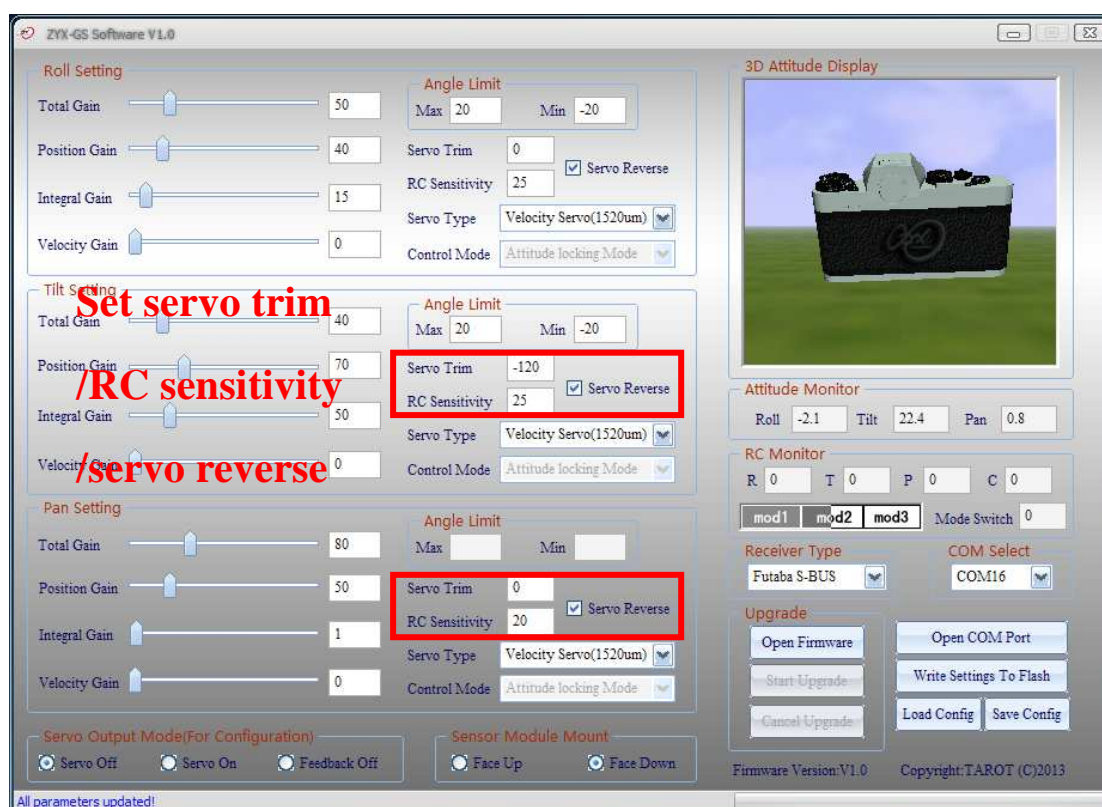 ZYX-GS Software V1.0
Roll Setting
Total Gain 50
Position Gain 40
Integral Gain 15
Velocity Gain 0
Angle Limit
Max 20 Min -20
Servo Trim 0
Servo Reverse
RC Sensitivity 25
Servo Type Velocity Servo(1520um)
Control Mode Attitude locking Mode
Tilt Setting
Total Gain 40
Position Gain 70
Integral Gain 50
Velocity Gain 0
Set servo trim
/RC sensitivity
/servo reverse
Angle Limit
Max 20 Min -20
Servo Trim -120
Servo Reverse
RC Sensitivity 25
Servo Type Velocity Servo(1520um)
Control Mode Attitude locking Mode
Pan Setting
Total Gain 80
Position Gain 50
Integral Gain 1
Velocity Gain 0
Angle Limit
Max Min
Servo Trim 0
Servo Reverse
RC Sensitivity 20
Servo Type Velocity Servo(1520um)
Control Mode Attitude locking Mode
Servo Output Mode(For Configuration)
Servo Off Servo On Feedback Off
Sensor Module Mount
Face Up Face Down
3D Attitude Display
ZYX
Attitude Monitor
Roll -2.1 Tilt 22.4 Pan 0.8
RC Monitor
R 0 T 0 P 0 C 0
mod1 mod2 mod3 Mode Switch 0
Receiver Type
Futaba S-BUS
COM Select
COM16
Upgrade
Open Firmware
Start Upgrade
Cancel Upgrade
Open COM Port
Write Settings To Flash
Load Config Save Config
Firmware Version:V1.0 Copyright:TAROT (C)2013
All parameters updated!